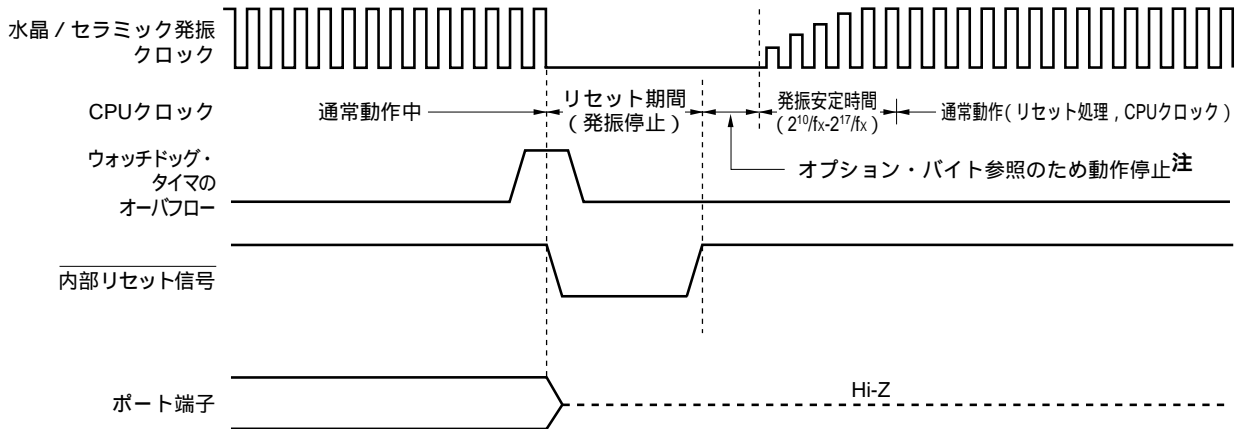 水晶 / セラミック発振
クロック
CPUクロック
通常動作中
リセット期間
（発振停止）
発振安定時間
（2¹⁰/fx-2¹⁷/fx）
通常動作（リセット処理，CPUクロック）
オプション・バイト参照のため動作停止注
ウォッチドッグ・
タイマの
オーバフロー
内部リセット信号
ポート端子
Hi-Z